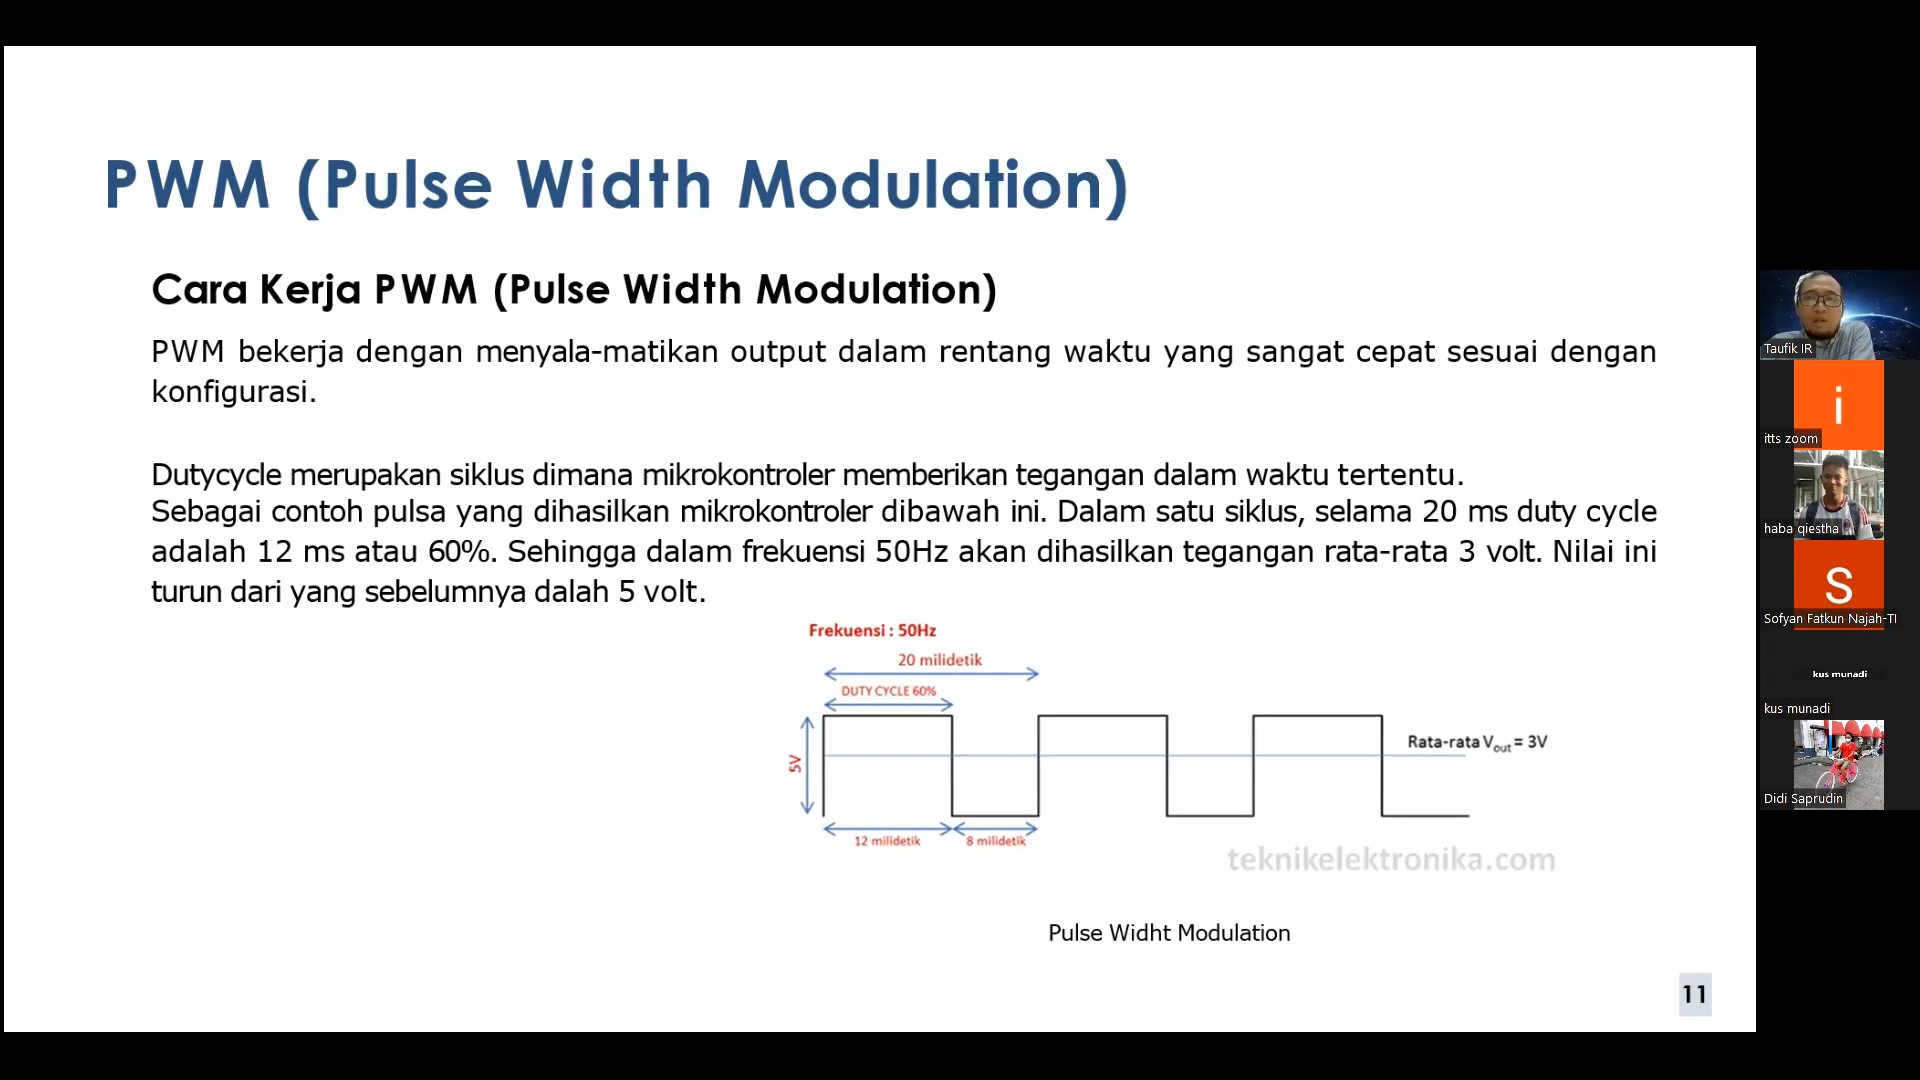 PWM (Pulse Width Modulation)
Cara Kerja PWM (Pulse Width Modulation)
PWM bekerja dengan menyala-matikan output dalam rentang waktu yang sangat cepat sesuai dengan
konfigurasi.
Dutycycle merupakan siklus dimana mikrokontroler memberikan tegangan dalam waktu tertentu.
Sebagai contoh pulsa yang dihasilkan mikrokontroler dibawah ini. Dalam satu siklus, selama 20 ms duty cycle
adalah 12 ms atau 60%. Sehingga dalam frekuensi 50Hz akan dihasilkan tegangan rata-rata 3 volt. Nilai ini
turun dari yang sebelumnya dalah 5 volt.
Frekuensi : 50Hz
20 milidetik
DUTY CYCLE 60%
5V
Rata-rata Vout = 3V
12 milidetik
8 milidetik
teknikelektronika.com
Pulse Widht Modulation
11
Taufik IR
i
itts zoom
haba qiestha
S
Sofyan Fatkun Najah-TI
kus munadi
kus munadi
Didi Saprudin